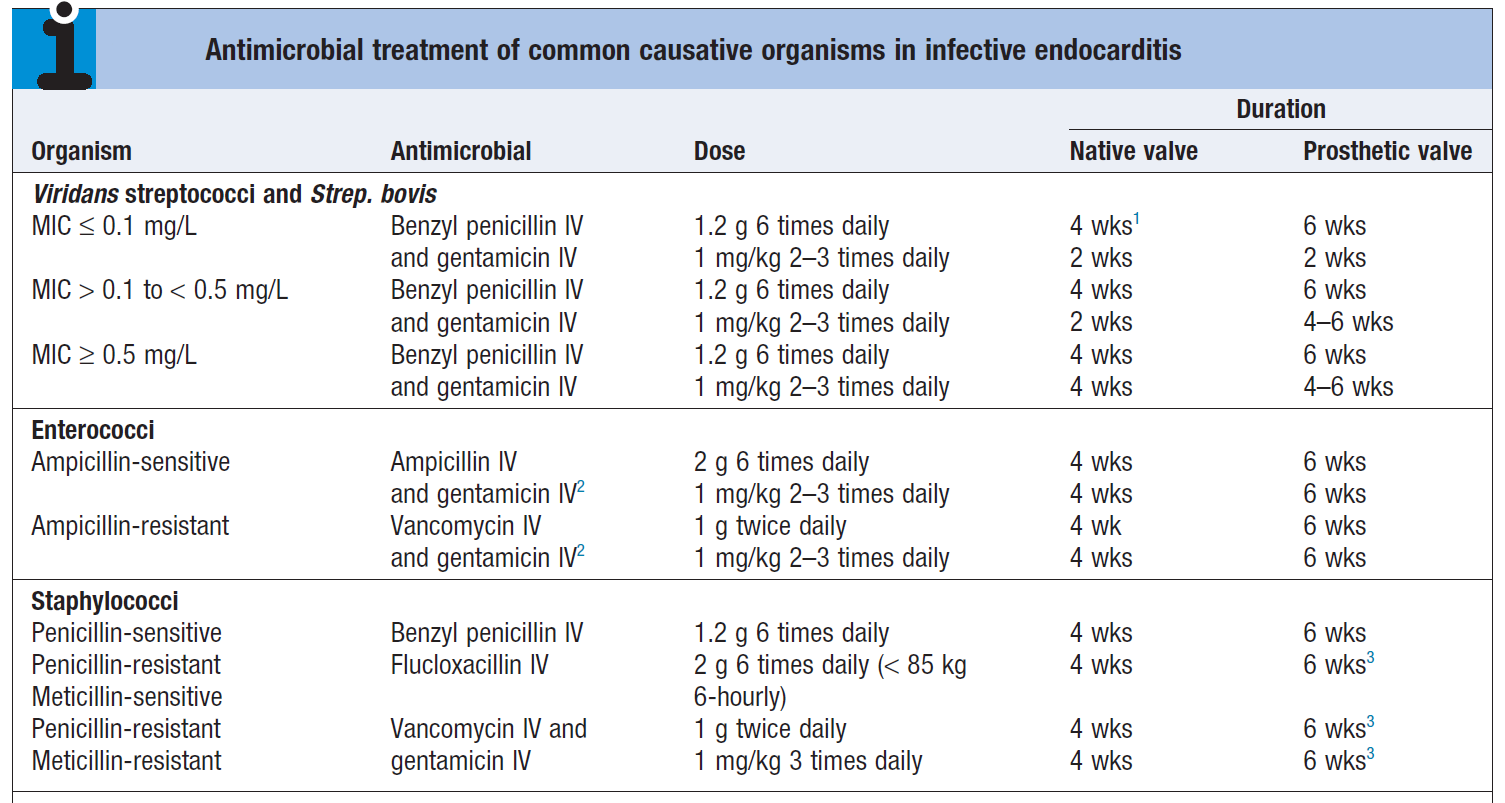 Antimicrobial treatment of common causative organisms in infective endocarditis
Duration
Organism Antimicrobial Dose Native valve Prosthetic valve
Viridans streptococci and Strep. bovis
MIC ≤ 0.1 mg/L Benzyl penicillin IV 1.2 g 6 times daily 4 wks¹ 6 wks
and gentamicin IV 1 mg/kg 2–3 times daily 2 wks 2 wks
MIC > 0.1 to < 0.5 mg/L Benzyl penicillin IV 1.2 g 6 times daily 4 wks 6 wks
and gentamicin IV 1 mg/kg 2–3 times daily 2 wks 4–6 wks
MIC ≥ 0.5 mg/L Benzyl penicillin IV 1.2 g 6 times daily 4 wks 6 wks
and gentamicin IV 1 mg/kg 2–3 times daily 4 wks 4–6 wks
Enterococci
Ampicillin-sensitive Ampicillin IV 2 g 6 times daily 4 wks 6 wks
and gentamicin IV² 1 mg/kg 2–3 times daily 4 wks 6 wks
Ampicillin-resistant Vancomycin IV 1 g twice daily 4 wk 6 wks
and gentamicin IV² 1 mg/kg 2–3 times daily 4 wks 6 wks
Staphylococci
Penicillin-sensitive Benzyl penicillin IV 1.2 g 6 times daily 4 wks 6 wks
Penicillin-resistant Flucloxacillin IV 2 g 6 times daily (< 85 kg 4 wks 6 wks³
Meticillin-sensitive 6-hourly)
Penicillin-resistant Vancomycin IV and 1 g twice daily 4 wks 6 wks³
Meticillin-resistant gentamicin IV 1 mg/kg 3 times daily 4 wks 6 wks³